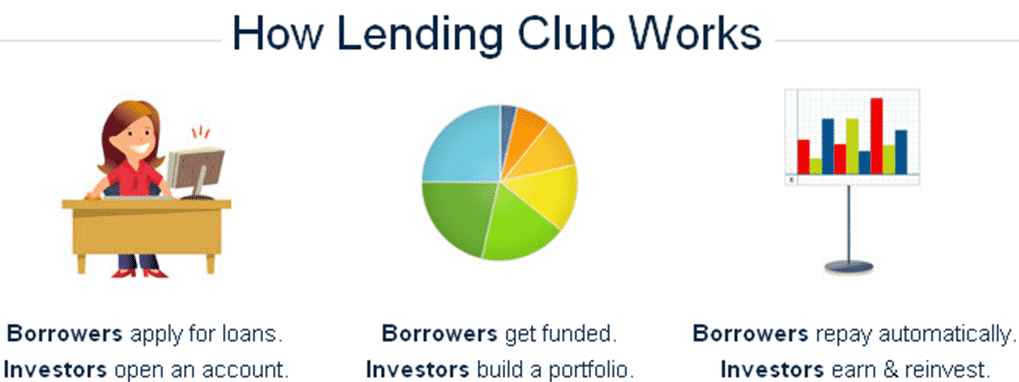 How Lending Club Works
x
Borrowers apply for loans.
Investors open an account.
Borrowers get funded.
Investors build a portfolio.
Borrowers repay automatically.
Investors earn & reinvest.